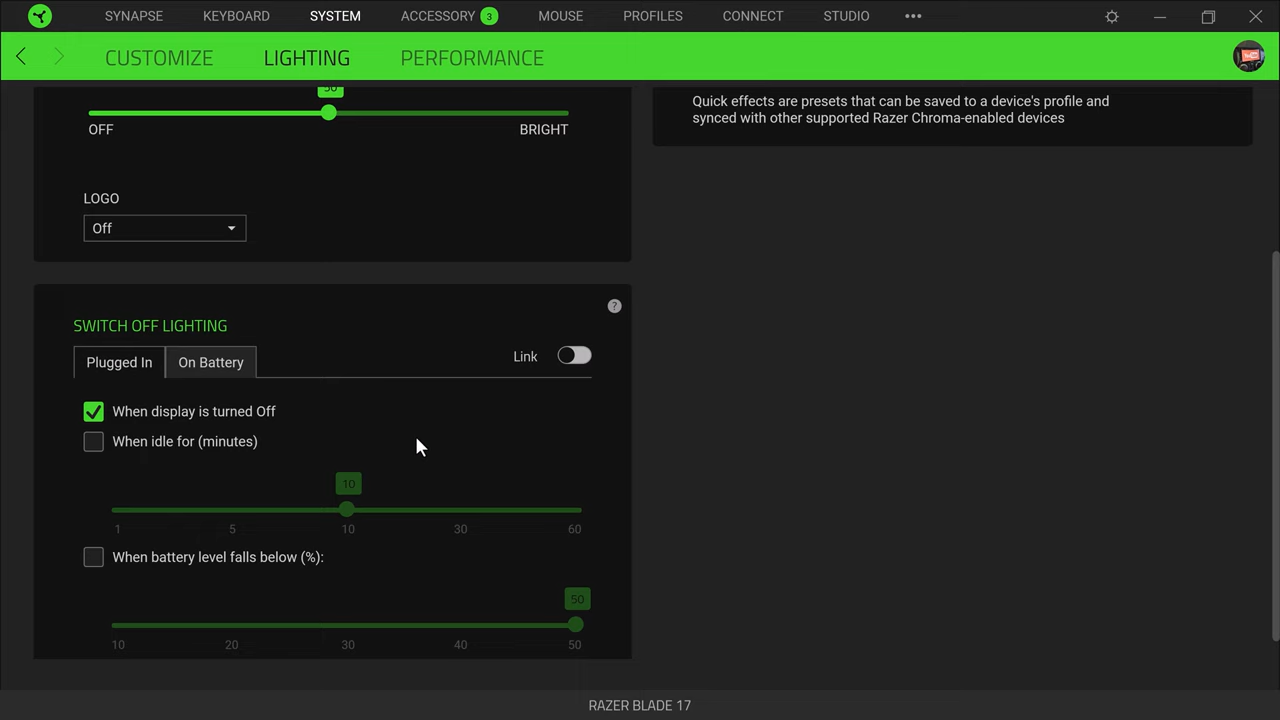 SYNAPSE KEYBOARD SYSTEM ACCESSORY 3 MOUSE PROFILES CONNECT STUDIO
CUSTOMIZE LIGHTING PERFORMANCE
50
OFF BRIGHT
LOGO
Off
Quick effects are presets that can be saved to a device's profile and
synced with other supported Razer Chroma-enabled devices
?
SWITCH OFF LIGHTING
Plugged In On Battery Link
When display is turned Off
When idle for (minutes)
10
1 5 10 30 60
When battery level falls below (%):
50
10 20 30 40 50
RAZER BLADE 17